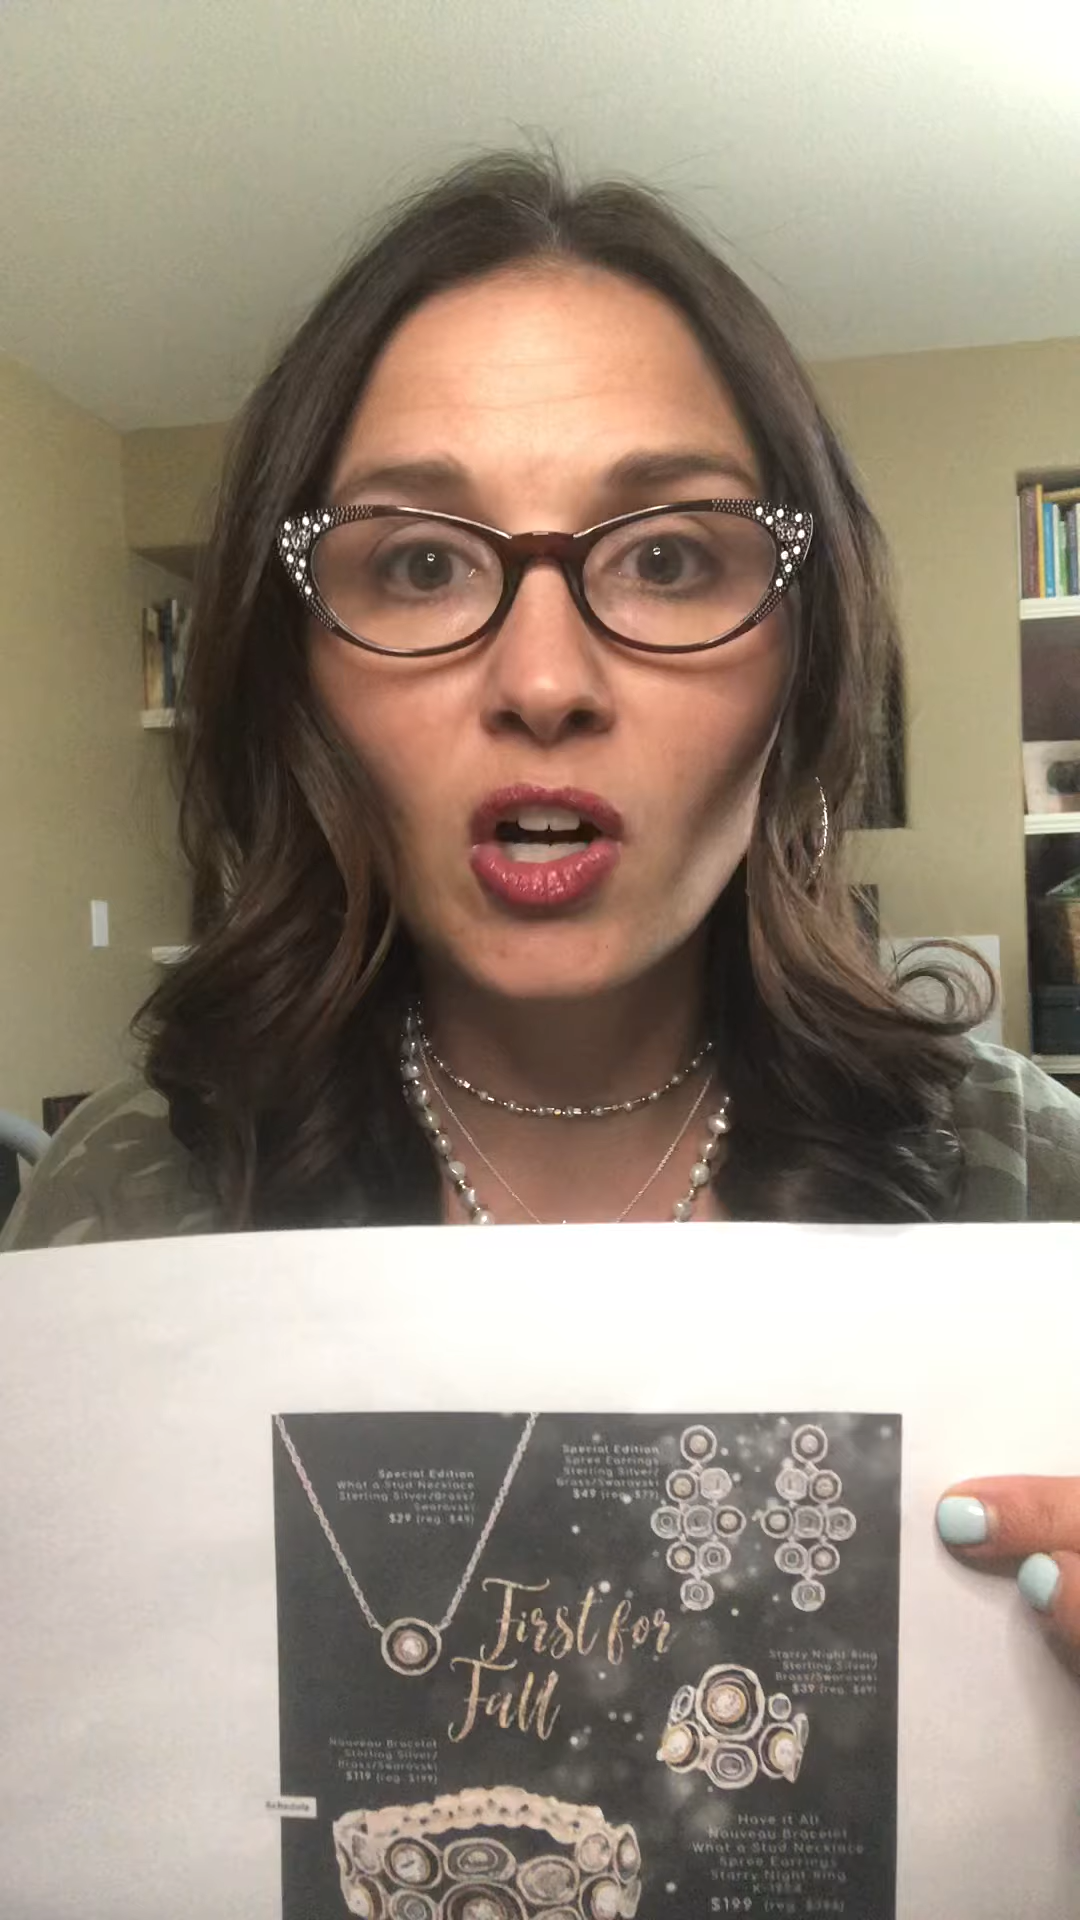 Special Edition
What a Stud Necklace
Sterling Silver/Brass/
Swarovski
$29 (reg. $49)
Special Edition
Spree Earrings
Sterling Silver/
Brass/Swarovski
$49 (reg. $79)
First for
Fall
Starry Night Ring
Sterling Silver/
Brass/Swarovski
$39 (reg. $69)
Nouveau Bracelet
Sterling Silver/
Brass/Swarovski
$119 (reg. $199)
Schedule
Have it All
Nouveau Bracelet
What a Stud Necklace
Spree Earrings
Starry Night Ring
$199 (reg.